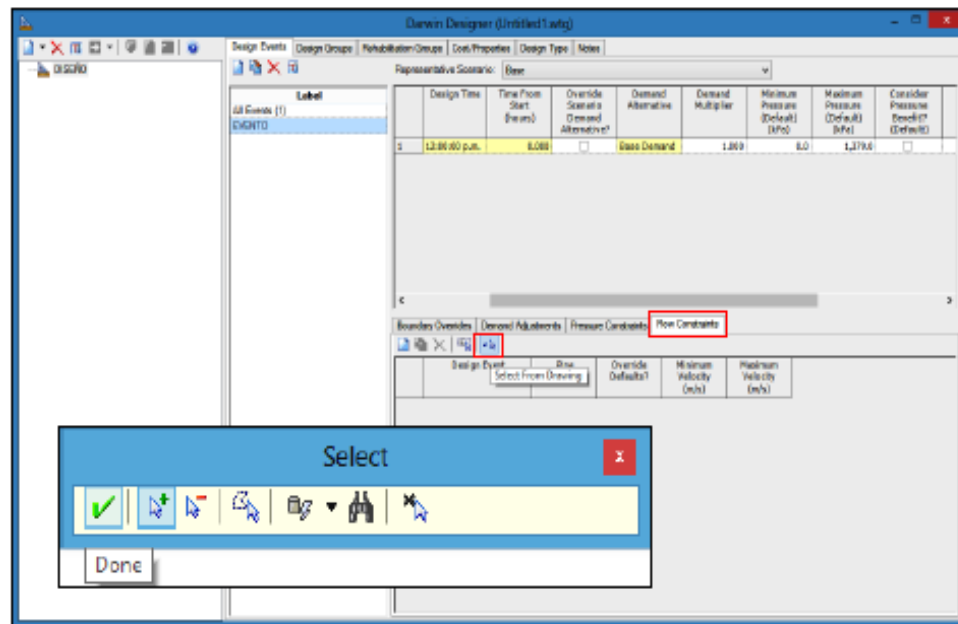 Darwin Designer (Untitled1.wtg)
Design Events Design Groups Rehabilitation Groups Cost/Properties Design Type Notes
DISEÑO
Representative Scenario: Base
Label
All Events (1)
EVENTO
Design Time
Time From Start (hours)
Override Scenario Demand Alternative?
Demand Alternative
Demand Multiplier
Minimum Pressure (Default) (kPa)
Maximum Pressure (Default) (kPa)
Consider Pressure Benefit? (Default)
1 12:00:00 p.m. 0.000 Base Demand 1.000 0.0 1,379.0
Boundary Overrides Demand Adjustments Pressure Constraints Flow Constraints
Design Event
Pipe
Override Defaults?
Minimum Velocity (m/s)
Maximum Velocity (m/s)
Select From Drawing
Select
Done